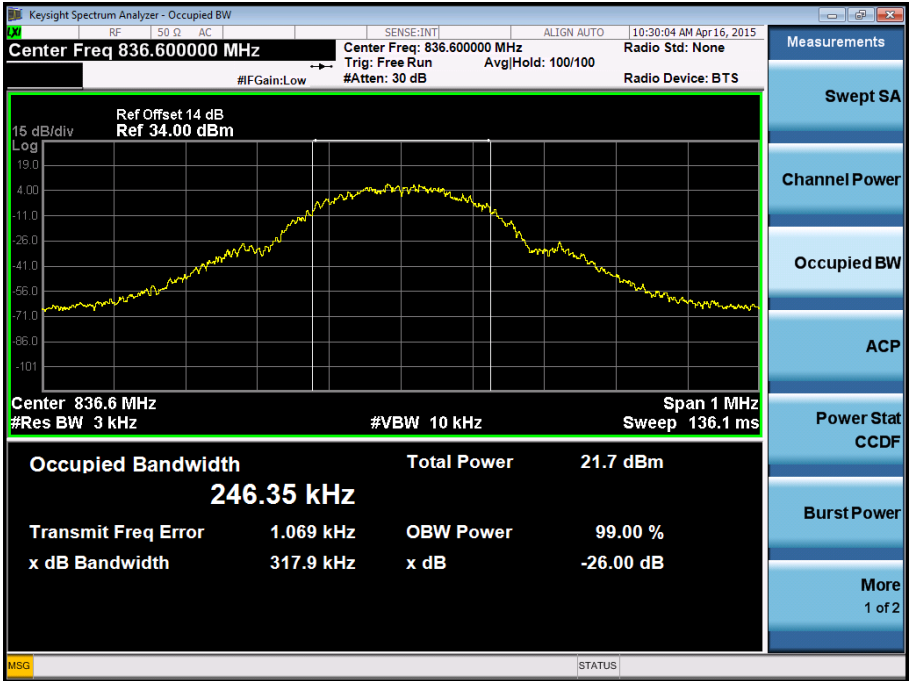 Keysight Spectrum Analyzer - Occupied BW
LXI RF 50 Ω AC SENSE:INT ALIGN AUTO 10:30:04 AM Apr 16, 2015
Center Freq 836.600000 MHz
Center Freq: 836.600000 MHz Radio Std: None
Trig: Free Run Avg|Hold: 100/100
#IFGain:Low #Atten: 30 dB Radio Device: BTS
Ref Offset 14 dB
15 dB/div Ref 34.00 dBm
Log
19.0
4.00
-11.0
-26.0
-41.0
-56.0
-71.0
-86.0
-101
Center 836.6 MHz Span 1 MHz
#Res BW 3 kHz #VBW 10 kHz Sweep 136.1 ms
Occupied Bandwidth Total Power 21.7 dBm
246.35 kHz
Transmit Freq Error 1.069 kHz OBW Power 99.00 %
x dB Bandwidth 317.9 kHz x dB -26.00 dB
Measurements
Swept SA
Channel Power
Occupied BW
ACP
Power Stat
CCDF
Burst Power
More
1 of 2
MSG STATUS